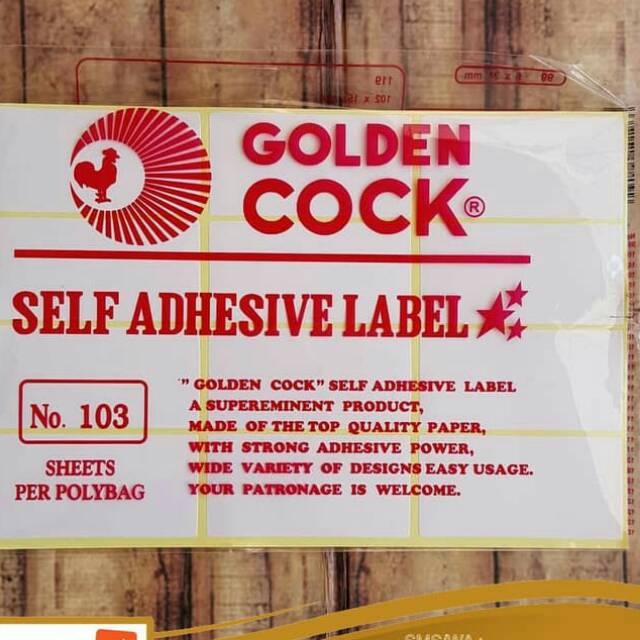 GOLDEN
COCK®
SELF ADHESIVE LABEL
No. 103
SHEETS
PER POLYBAG
" GOLDEN COCK" SELF ADHESIVE LABEL
A SUPEREMINENT PRODUCT,
MADE OF THE TOP QUALITY PAPER,
WITH STRONG ADHESIVE POWER,
WIDE VARIETY OF DESIGNS EASY USAGE.
YOUR PATRONAGE IS WELCOME.
119